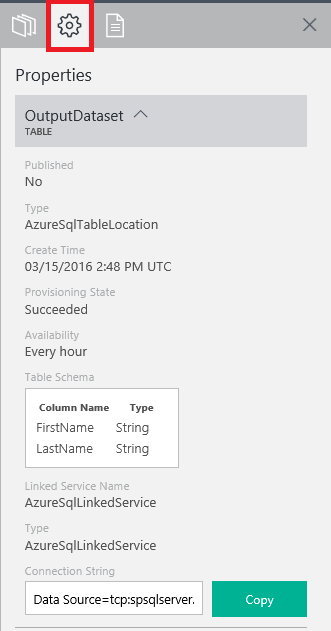 Properties
OutputDataset
TABLE
Published
No
Type
AzureSqlTableLocation
Create Time
03/15/2016 2:48 PM UTC
Provisioning State
Succeeded
Availability
Every hour
Table Schema
Column Name Type
FirstName String
LastName String
Linked Service Name
AzureSqlLinkedService
Type
AzureSqlLinkedService
Connection String
Data Source=tcp:spsqlserver. Copy